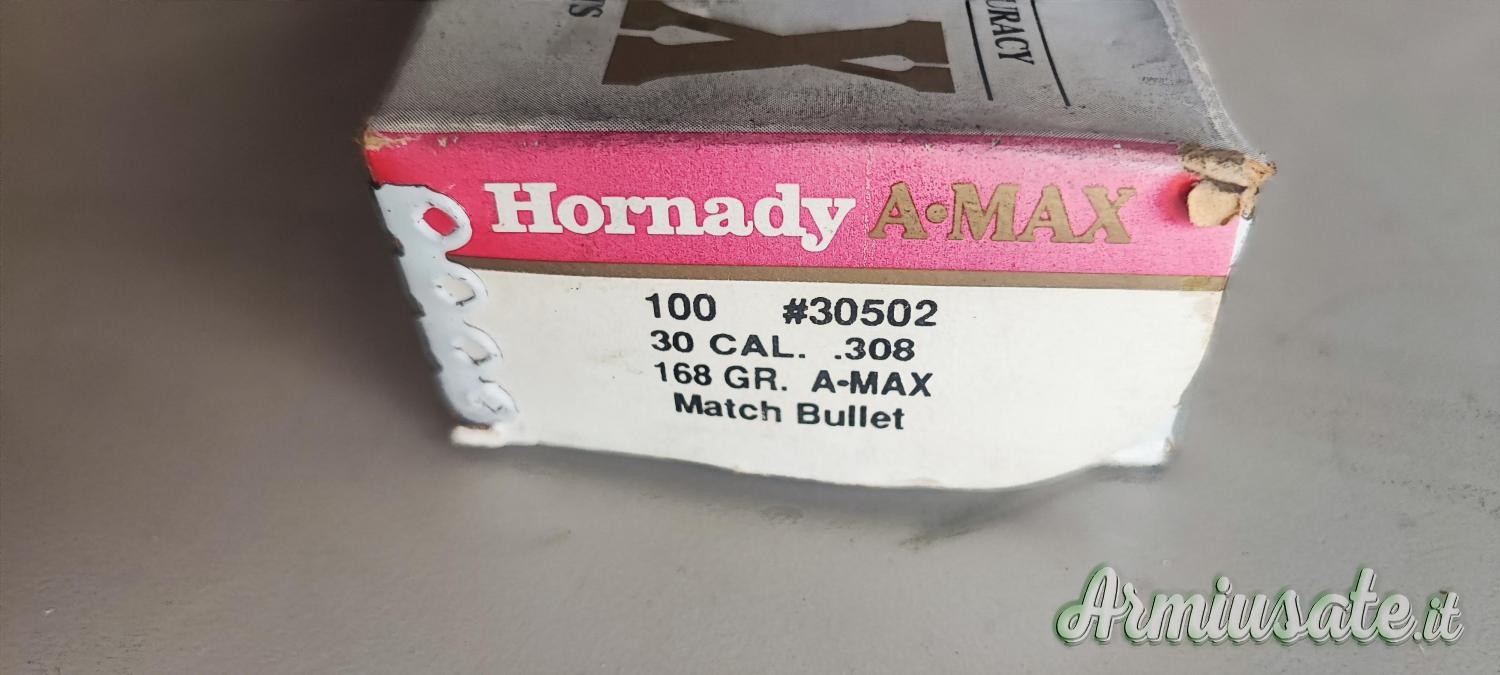 X
Hornady A•MAX
100 #30502
30 CAL. .308
168 GR. A-MAX
Match Bullet
Armiusate.it